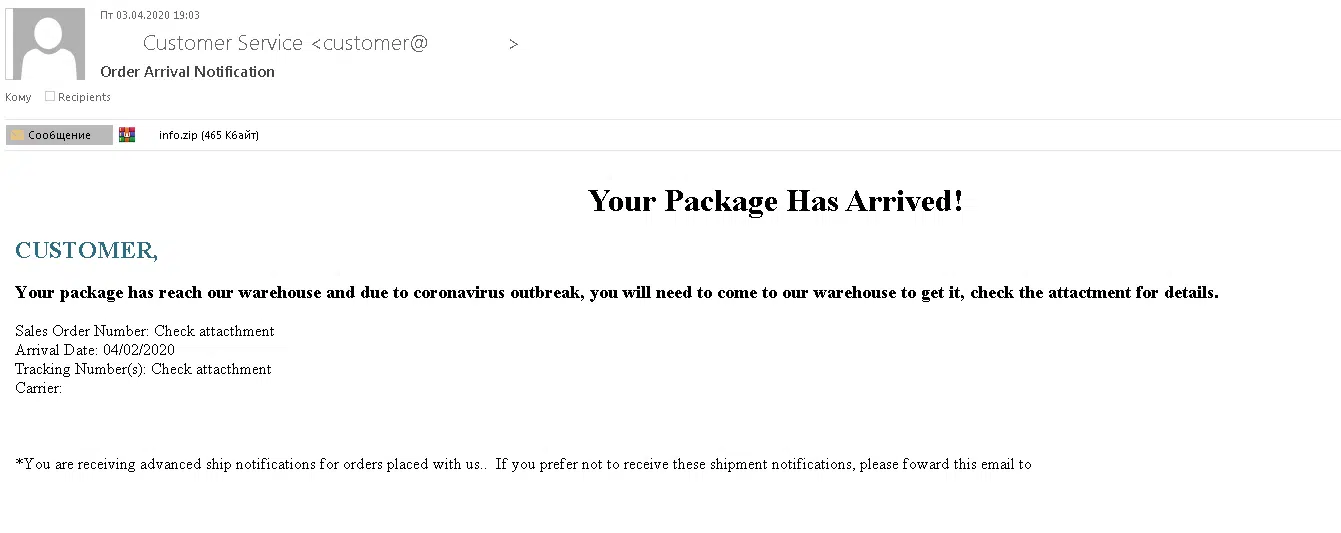 Пт 03.04.2020 19:03
Customer Service <customer@ >
Order Arrival Notification
Кому Recipients
Сообщение info.zip (465 Кбайт)
Your Package Has Arrived!
CUSTOMER,
Your package has reach our warehouse and due to coronavirus outbreak, you will need to come to our warehouse to get it, check the attactment for details.
Sales Order Number: Check attacthment
Arrival Date: 04/02/2020
Tracking Number(s): Check attacthment
Carrier:
*You are receiving advanced ship notifications for orders placed with us.. If you prefer not to receive these shipment notifications, please foward this email to